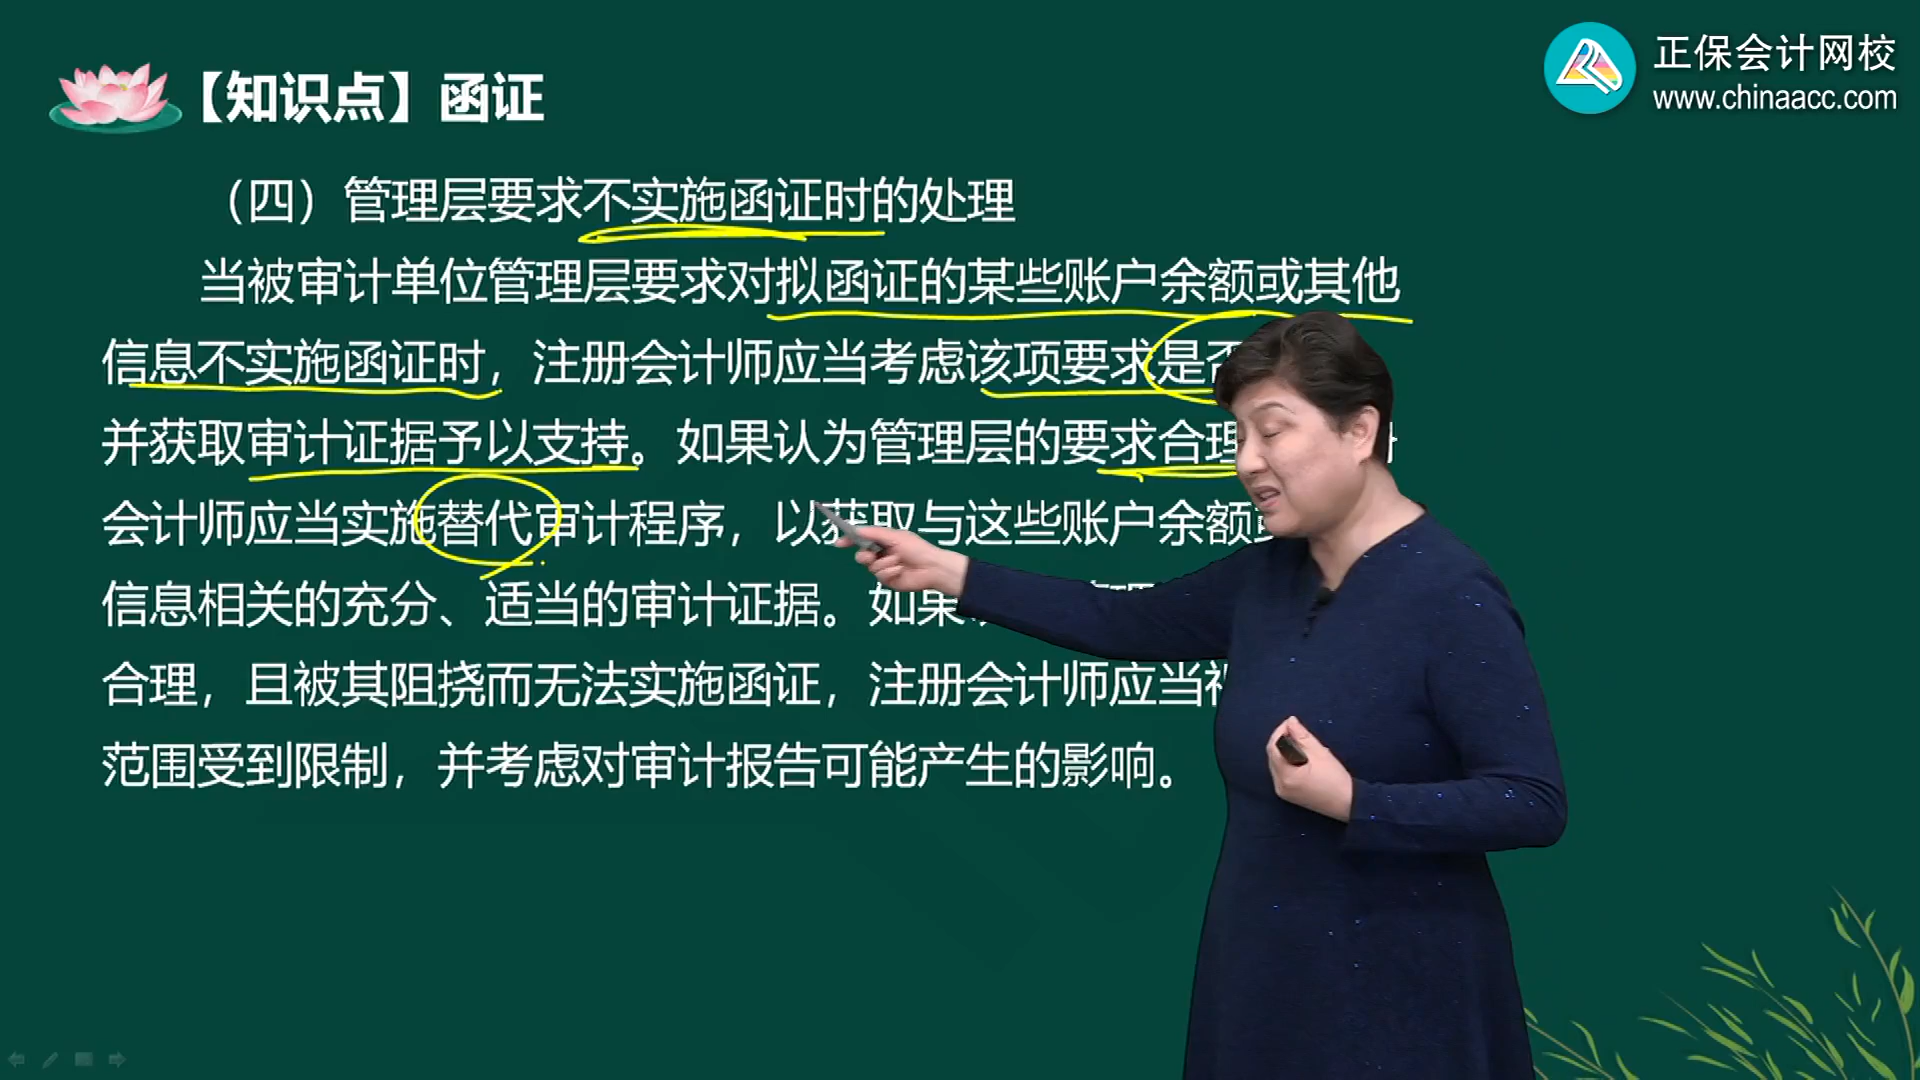 【知识点】函证
正保会计网校
www.chinaacc.com
（四）管理层要求不实施函证时的处理
当被审计单位管理层要求对拟函证的某些账户余额或其他
信息不实施函证时，注册会计师应当考虑该项要求是否
并获取审计证据予以支持。如果认为管理层的要求合理
会计师应当实施替代审计程序，以获取与这些账户余额
信息相关的充分、适当的审计证据。如果
合理，且被其阻挠而无法实施函证，注册会计师应当
范围受到限制，并考虑对审计报告可能产生的影响。